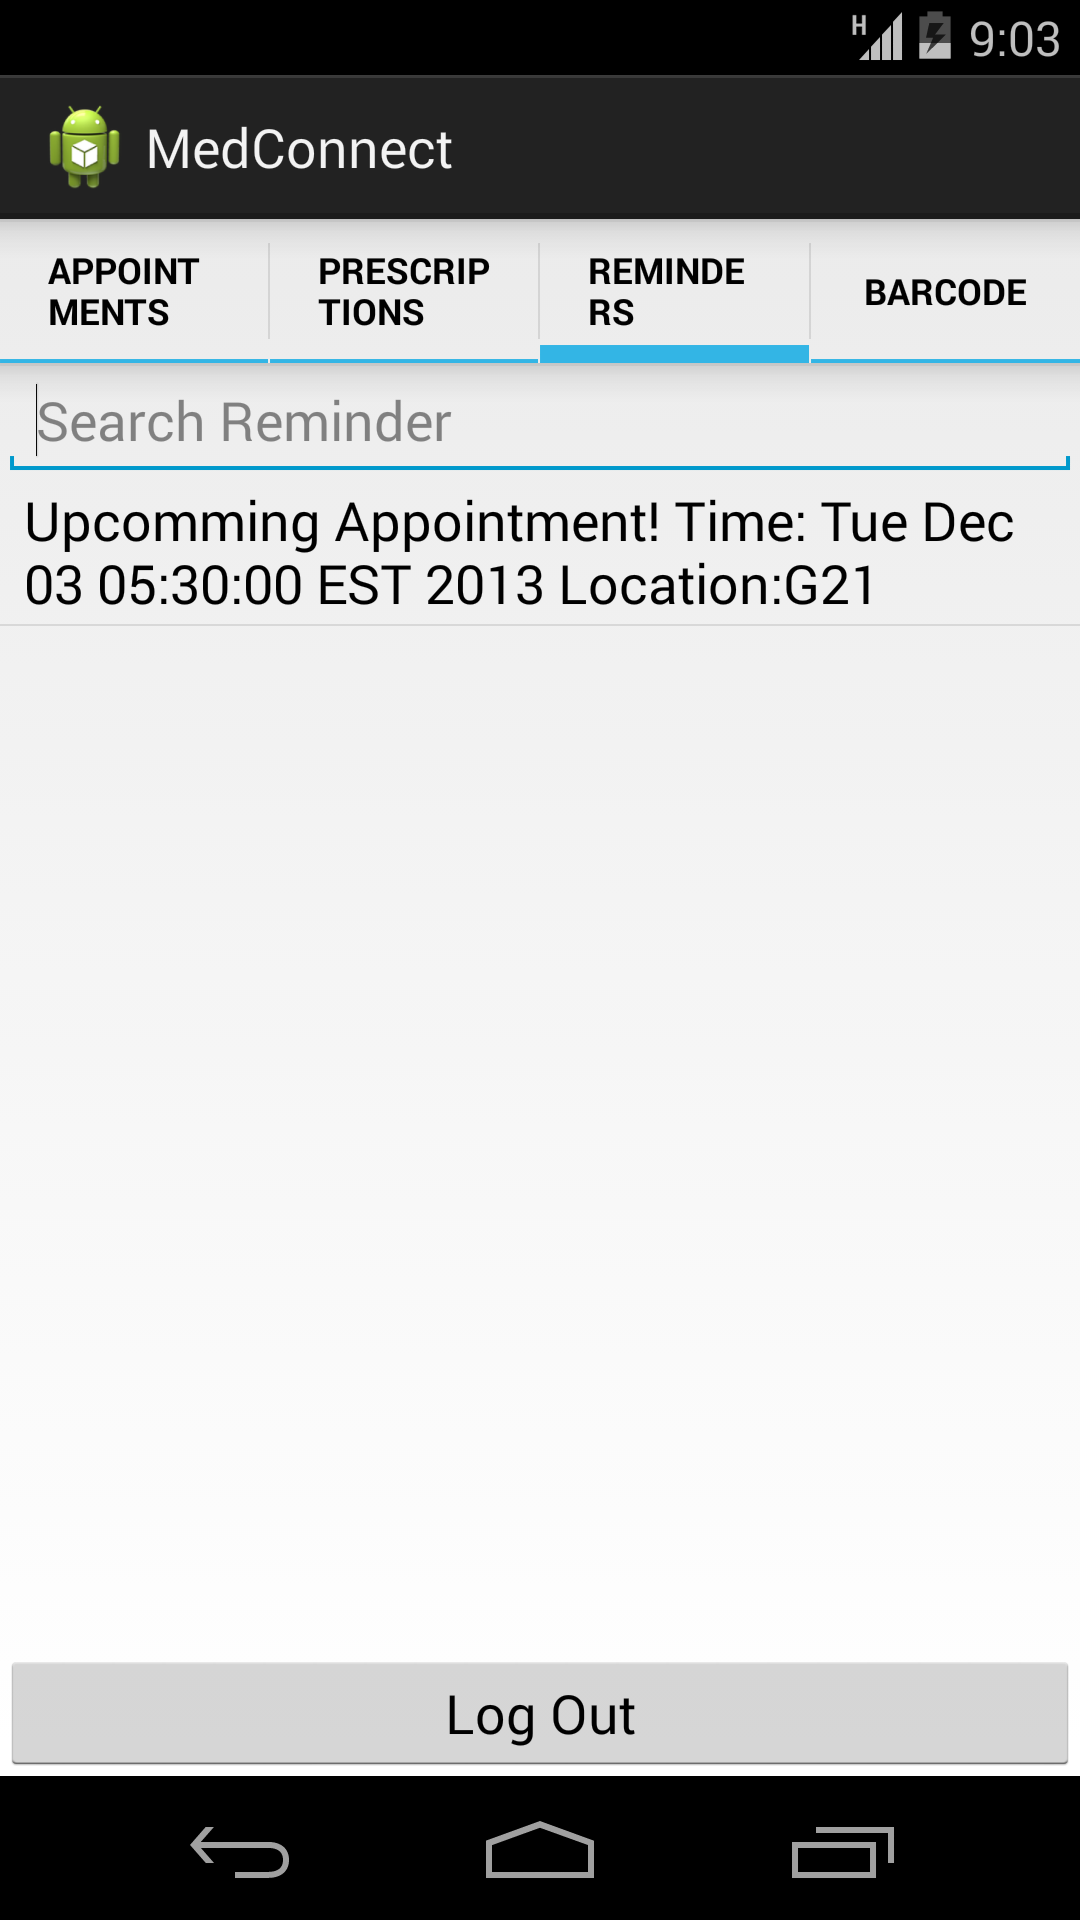 H 9:03
MedConnect
APPOINT
MENTS
PRESCRIP
TIONS
REMINDE
RS
BARCODE
Search Reminder
Upcomming Appointment! Time: Tue Dec
03 05:30:00 EST 2013 Location:G21
Log Out